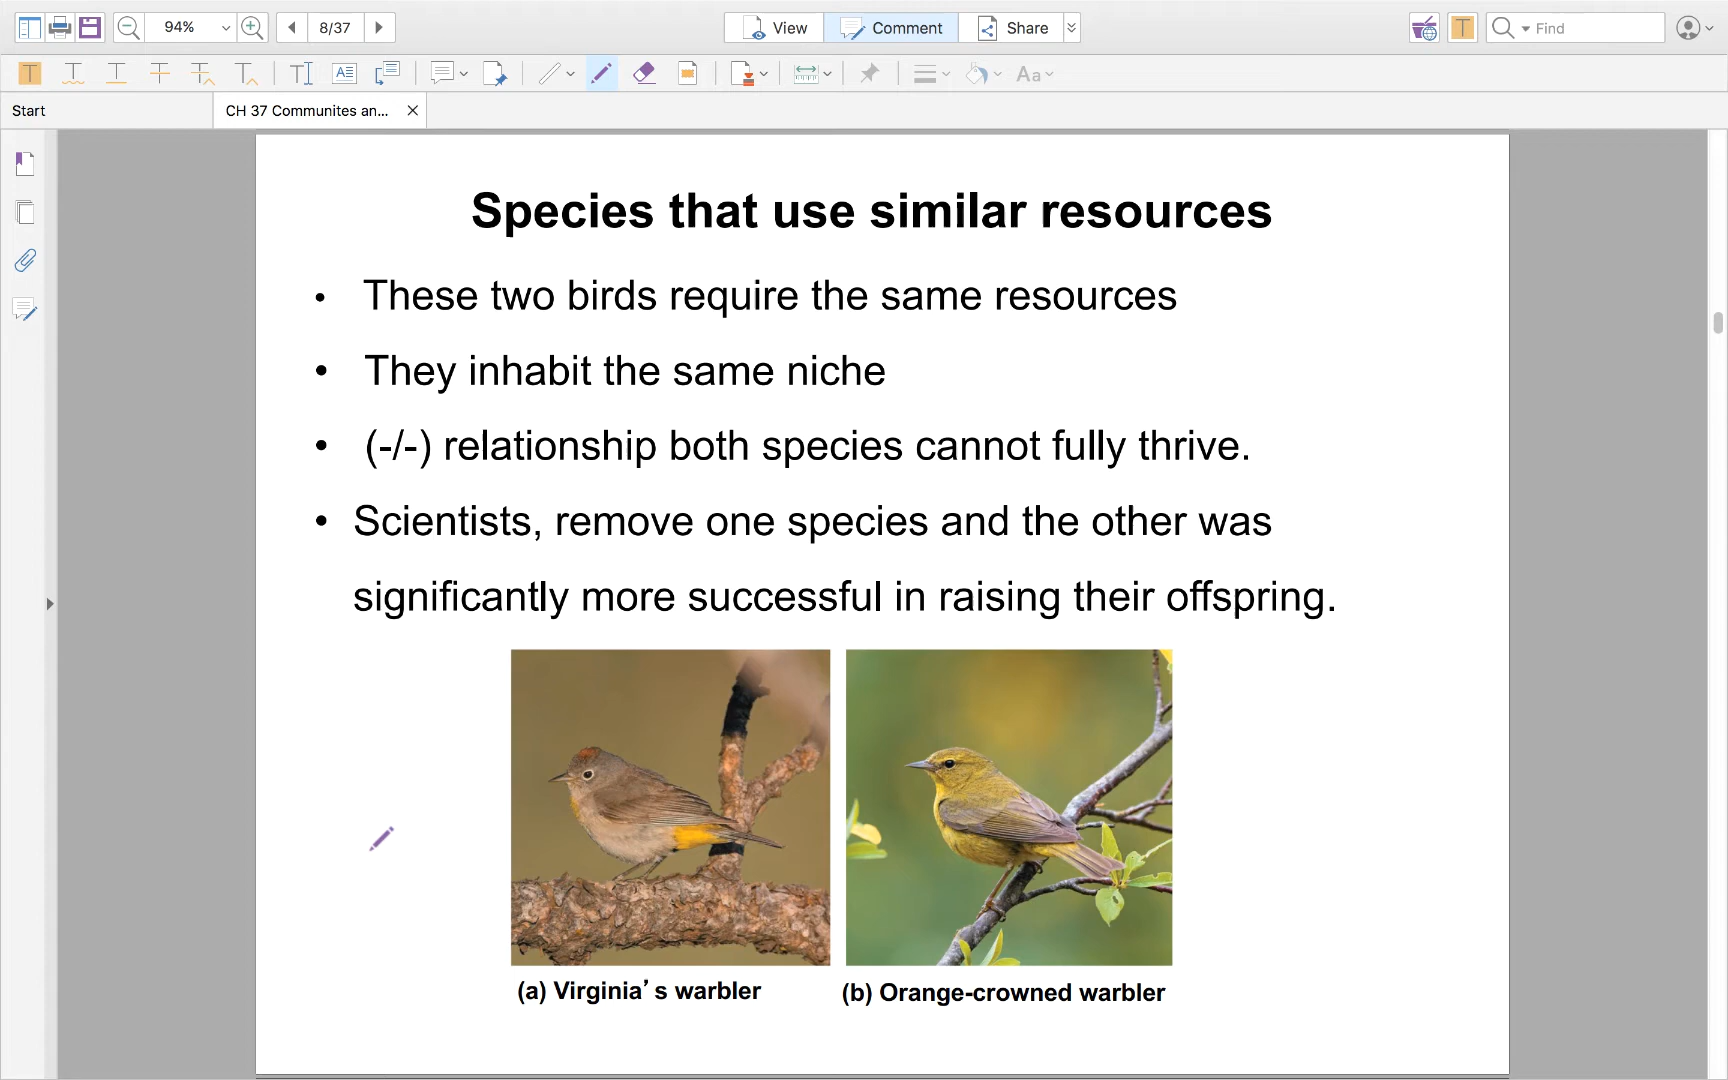 94%
8/37
View
Comment
Share
Find
Aa
Start
CH 37 Communites an...
Species that use similar resources
• These two birds require the same resources
• They inhabit the same niche
• (-/-) relationship both species cannot fully thrive.
• Scientists, remove one species and the other was
significantly more successful in raising their offspring.
(a) Virginia's warbler
(b) Orange-crowned warbler